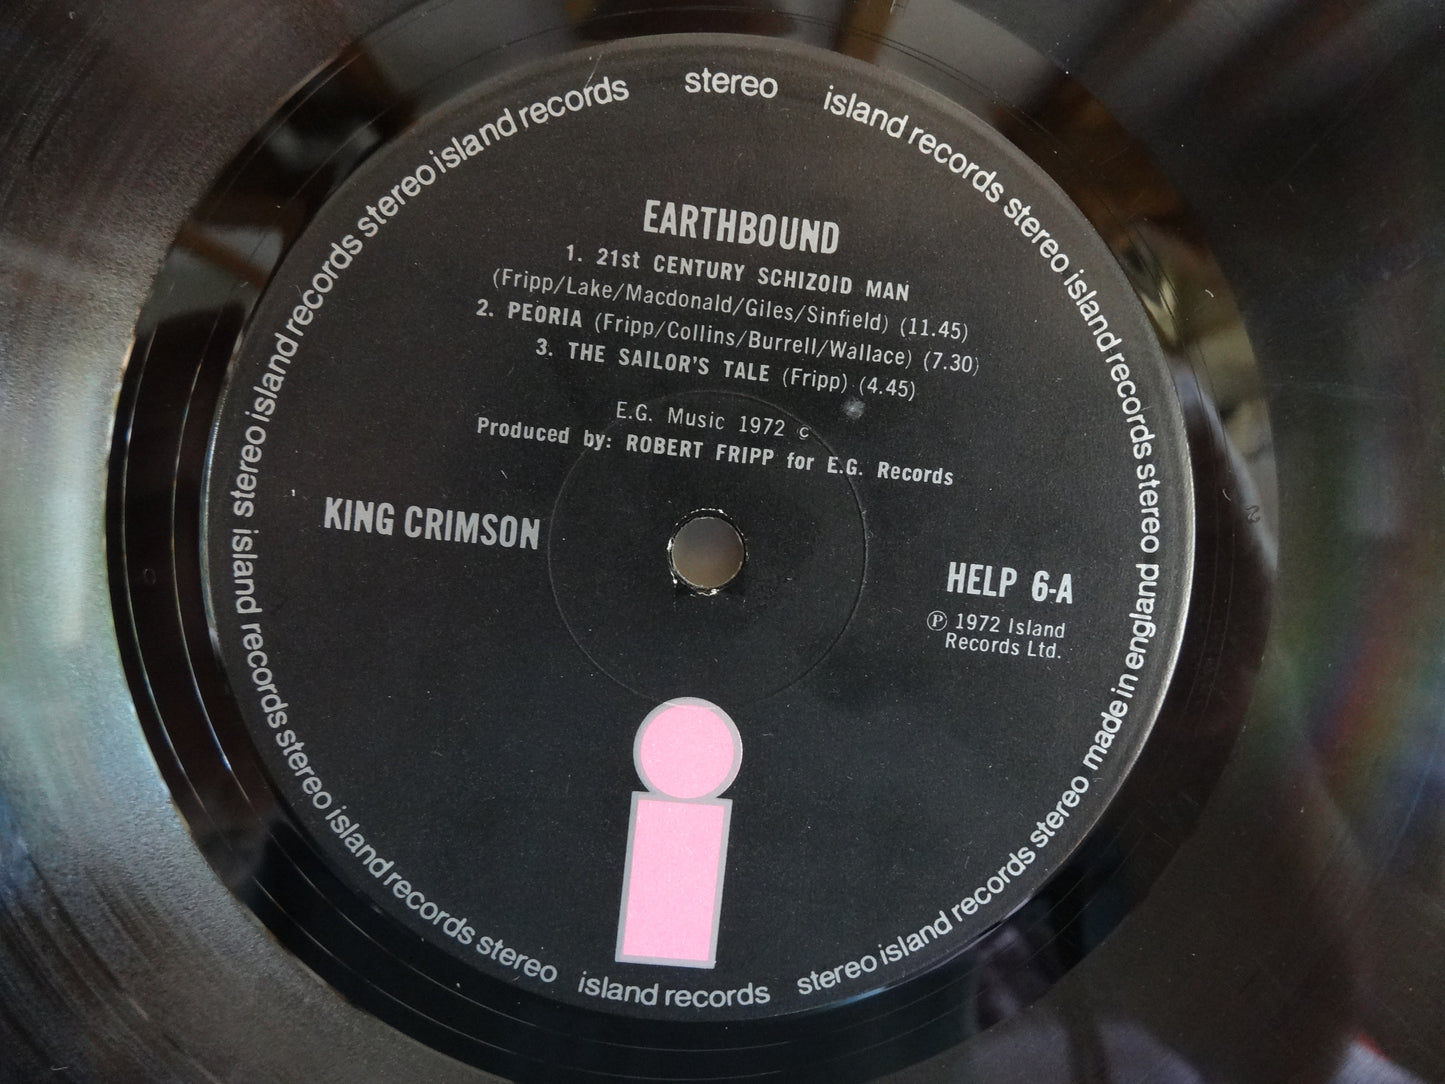 stereo island records stereo island records stereo made in england
stereo island records stereo island records stereo island records stereo island records stereo island records
EARTHBOUND
1. 21st CENTURY SCHIZOID MAN
(Fripp/Lake/Macdonald/Giles/Sinfield) (11.45)
2. PEORIA (Fripp/Collins/Burrell/Wallace) (7.30)
3. THE SAILOR'S TALE (Fripp) (4.45)
E.G. Music 1972 c
Produced by: ROBERT FRIPP for E.G. Records
KING CRIMSON
HELP 6-A
Ⓟ 1972 Island
Records Ltd.